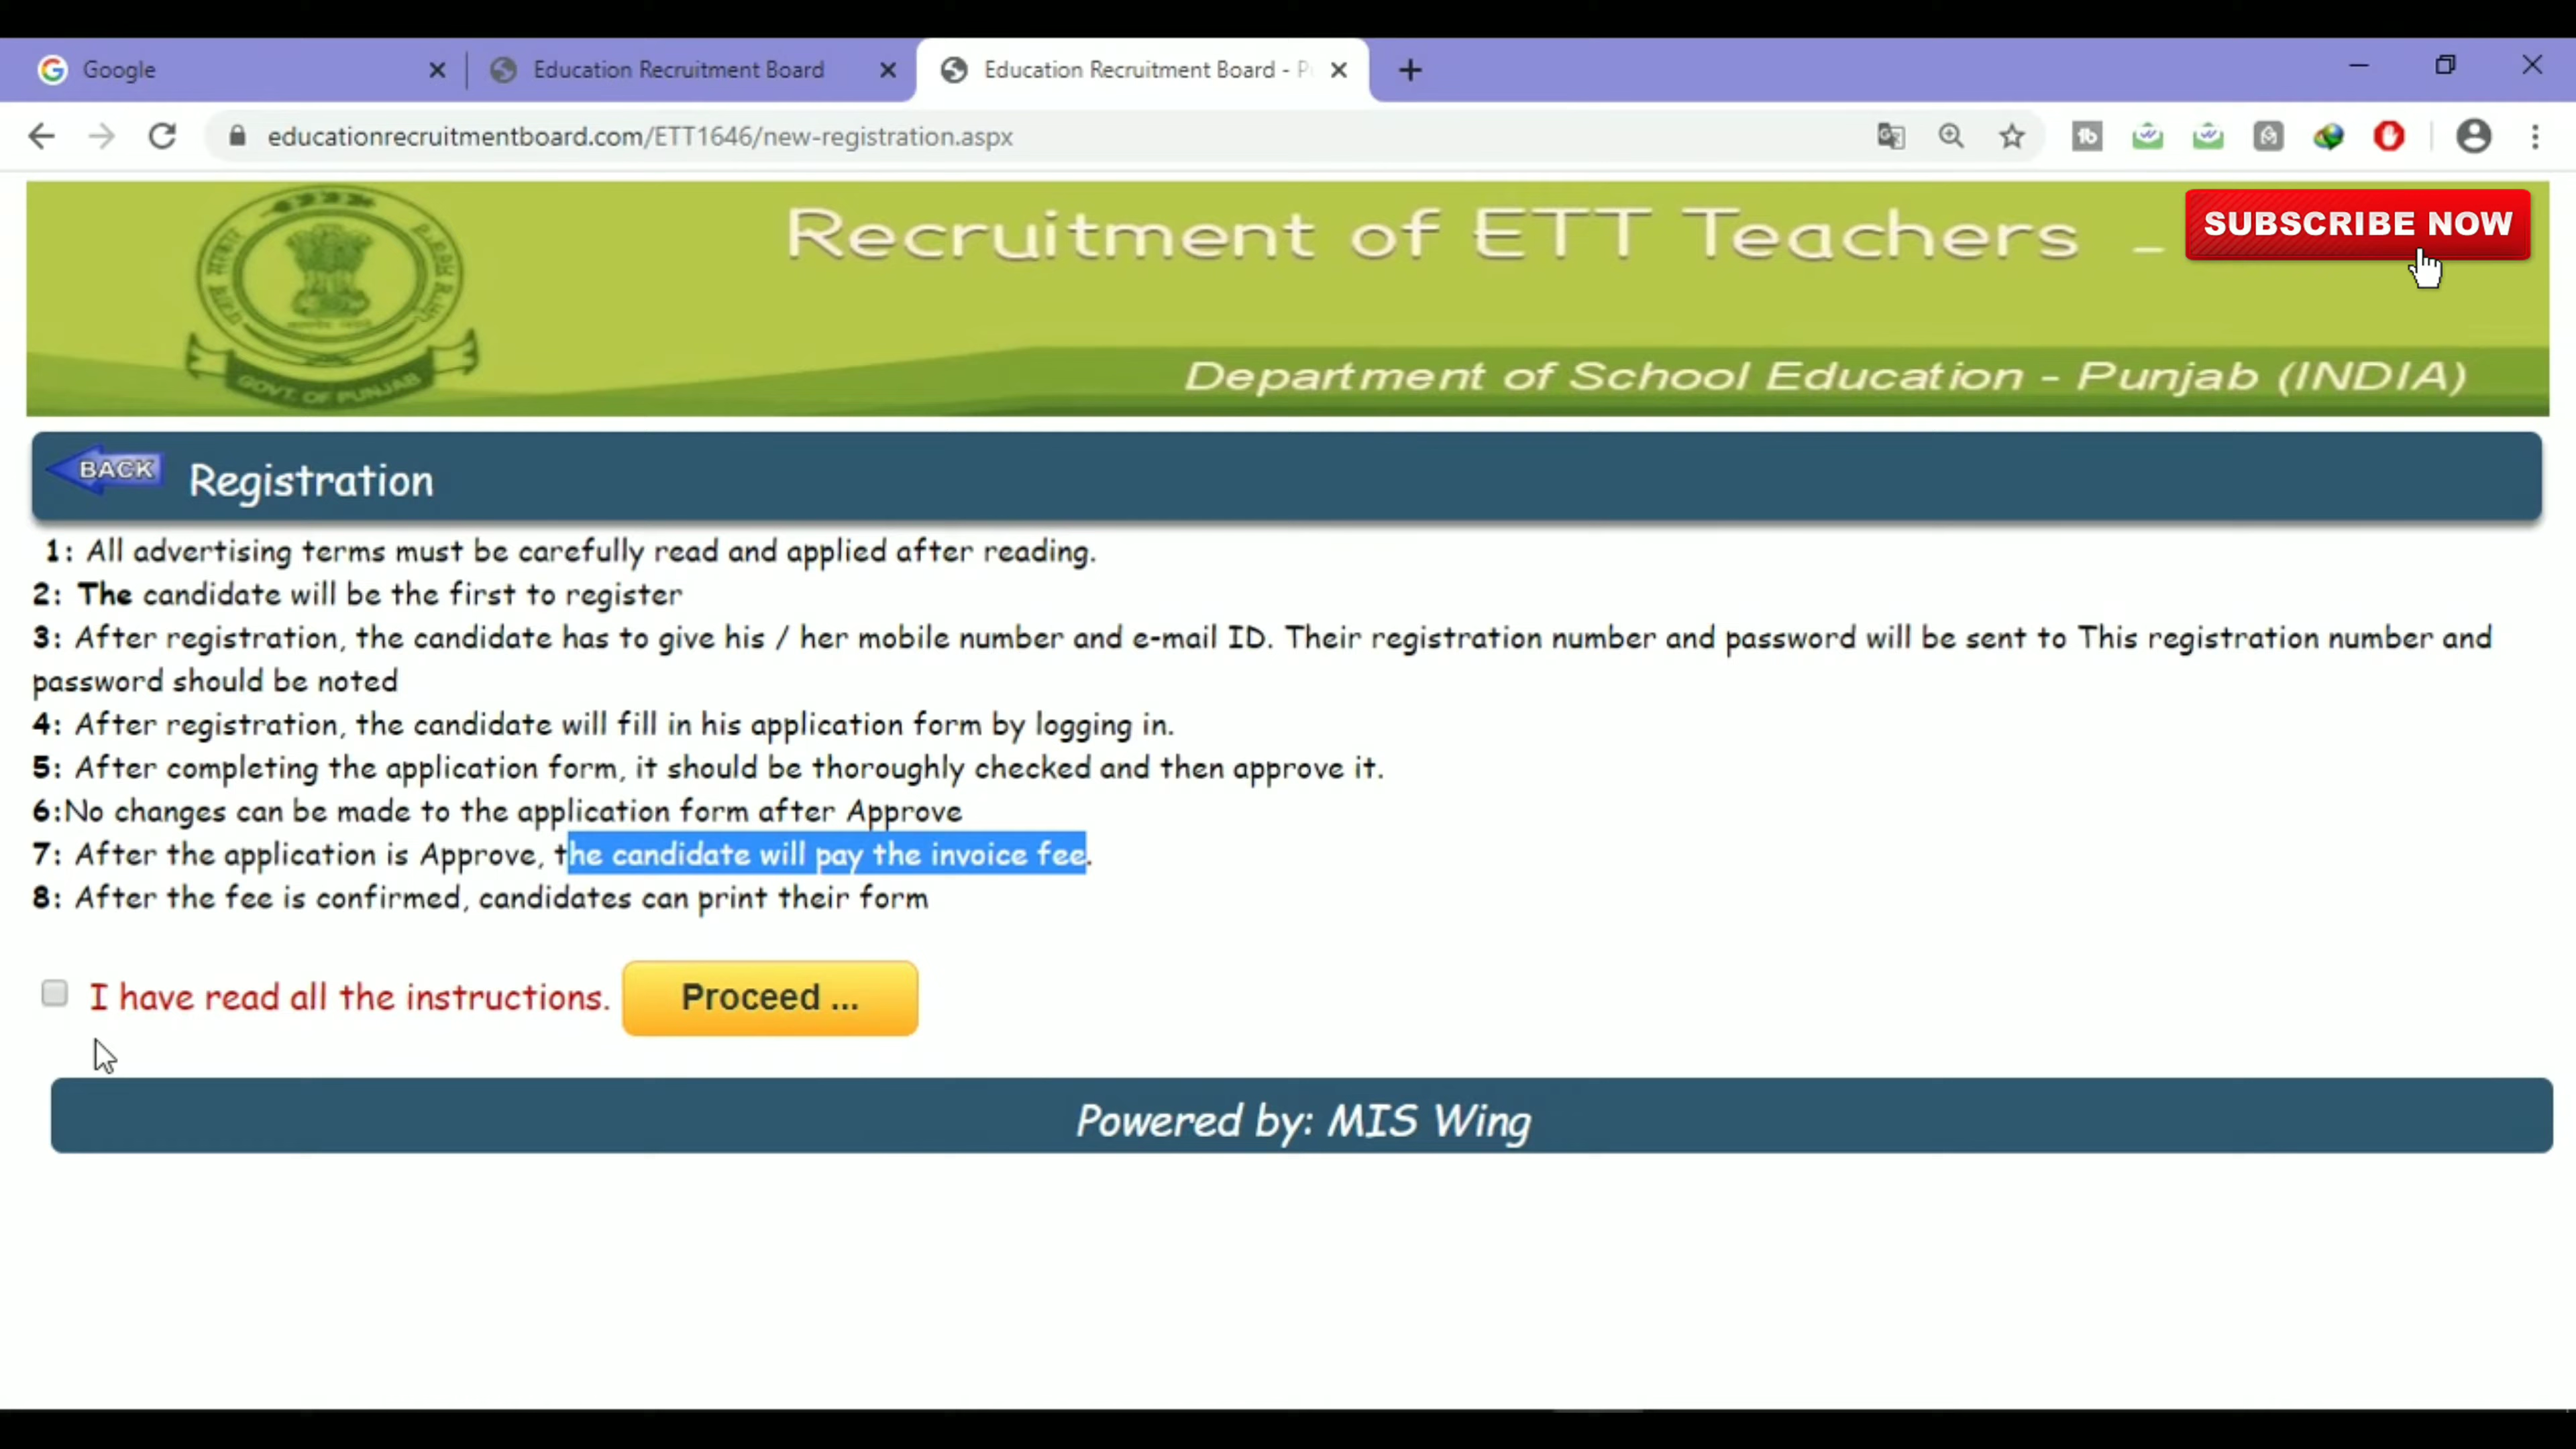 Google
Education Recruitment Board
Education Recruitment Board - P
educationrecruitmentboard.com/ETT1646/new-registration.aspx
Recruitment of ETT Teachers -
SUBSCRIBE NOW
GOVT. OF PUNJAB
Department of School Education - Punjab (INDIA)
BACK
Registration
1: All advertising terms must be carefully read and applied after reading.
2: The candidate will be the first to register
3: After registration, the candidate has to give his / her mobile number and e-mail ID. Their registration number and password will be sent to This registration number and
password should be noted
4: After registration, the candidate will fill in his application form by logging in.
5: After completing the application form, it should be thoroughly checked and then approve it.
6:No changes can be made to the application form after Approve
7: After the application is Approve, the candidate will pay the invoice fee.
8: After the fee is confirmed, candidates can print their form
I have read all the instructions.
Proceed ...
Powered by: MIS Wing